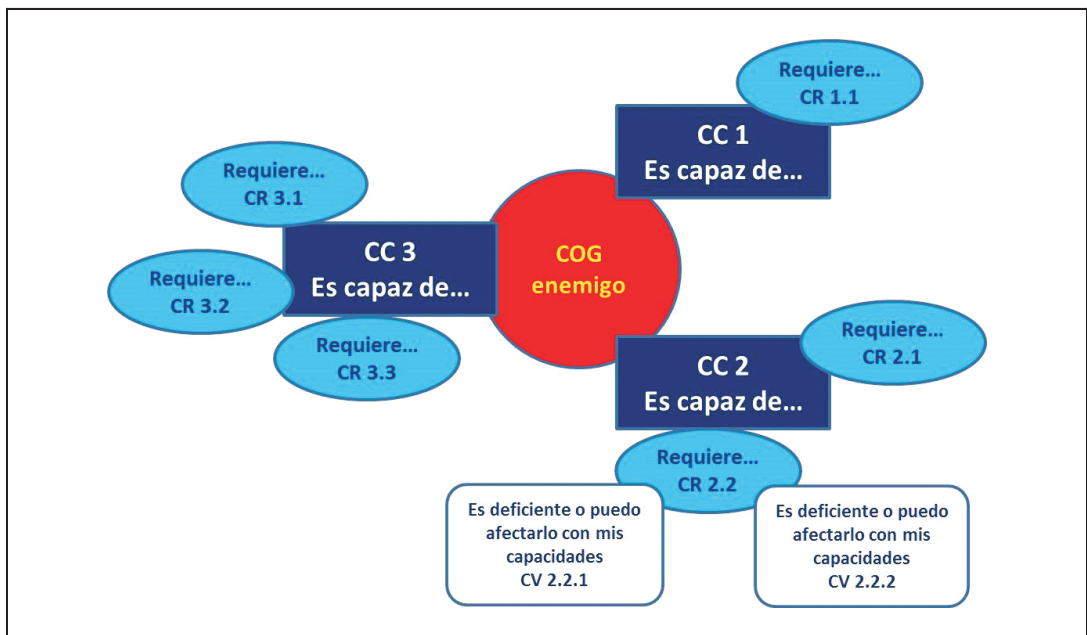 Requiere...
CR 1.1
CC 1
Es capaz de...
Requiere...
CR 3.1
CC 3
Es capaz de...
Requiere...
CR 3.2
Requiere...
CR 3.3
COG
enemigo
Requiere...
CR 2.1
CC 2
Es capaz de...
Requiere...
CR 2.2
Es deficiente o puedo
afectarlo con mis
capacidades
CV 2.2.1
Es deficiente o puedo
afectarlo con mis
capacidades
CV 2.2.2